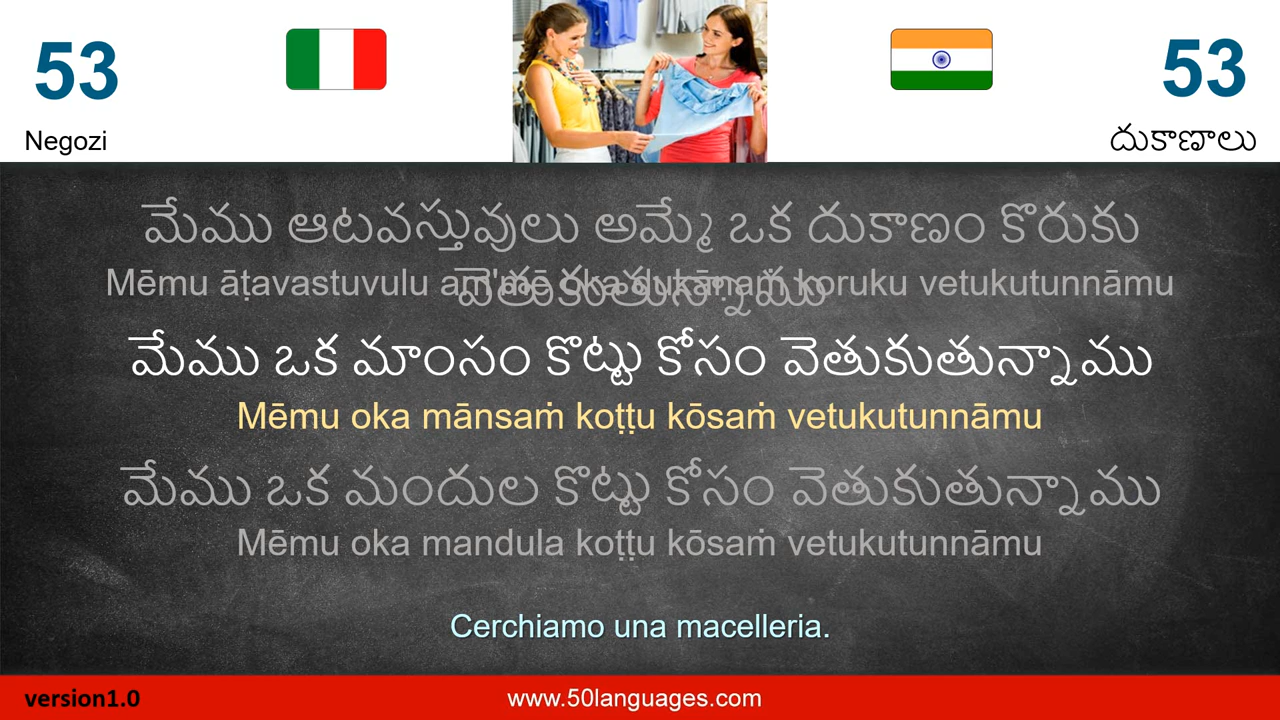 53
53
Negozi
దుకాణాలు
మేము ఆటవస్తువులు అమ్మే ఒక దుకాణం కొరుకు
వెతుకుతున్నాము
Mēmu āṭavastuvulu am'mē oka dukāṇaṁ koruku vetukutunnāmu
మేము ఒక మాంసం కొట్టు కోసం వెతుకుతున్నాము
Mēmu oka mānsaṁ koṭṭu kōsaṁ vetukutunnāmu
మేము ఒక మందుల కొట్టు కోసం వెతుకుతున్నాము
Mēmu oka mandula koṭṭu kōsaṁ vetukutunnāmu
Cerchiamo una macelleria.
version1.0
www.50languages.com